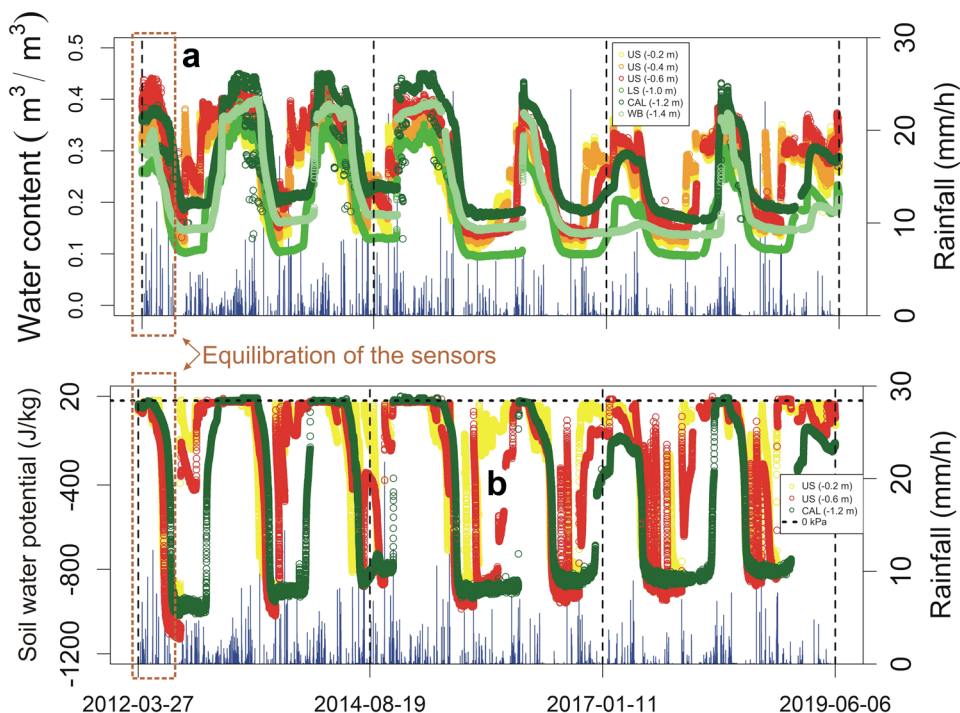 a
Water content ( m³ / m³)
0.5
0.4
0.3
0.2
0.1
0.0
30
20
10
0
Rainfall (mm/h)
US (-0.2 m)
US (-0.4 m)
US (-0.6 m)
LS (-1.0 m)
CAL (-1.2 m)
WB (-1.4 m)
Equilibration of the sensors
b
Soil water potential (J/kg)
20
-400
-800
-1200
30
20
10
0
Rainfall (mm/h)
US (-0.2 m)
US (-0.6 m)
CAL (-1.2 m)
0 kPa
2012-03-27
2014-08-19
2017-01-11
2019-06-06